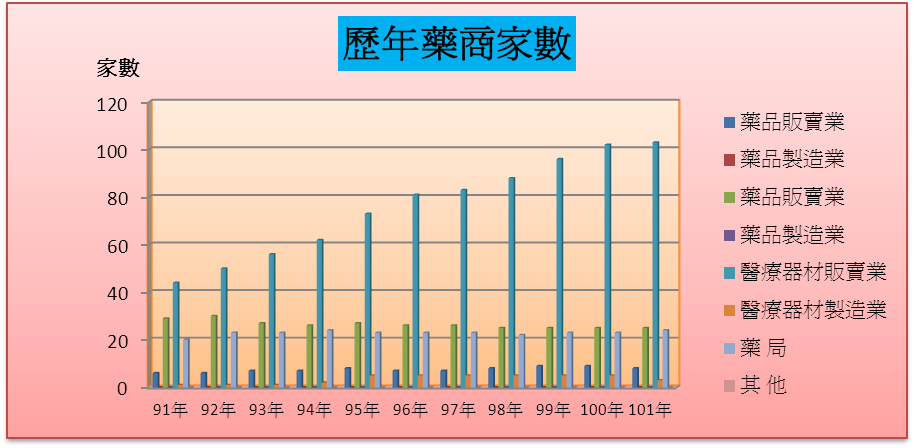 歷年藥商家數
家數
120
100
80
60
40
20
0
91年 92年 93年 94年 95年 96年 97年 98年 99年 100年 101年
藥品販賣業
藥品製造業
藥品販賣業
藥品製造業
醫療器材販賣業
醫療器材製造業
藥 局
其 他